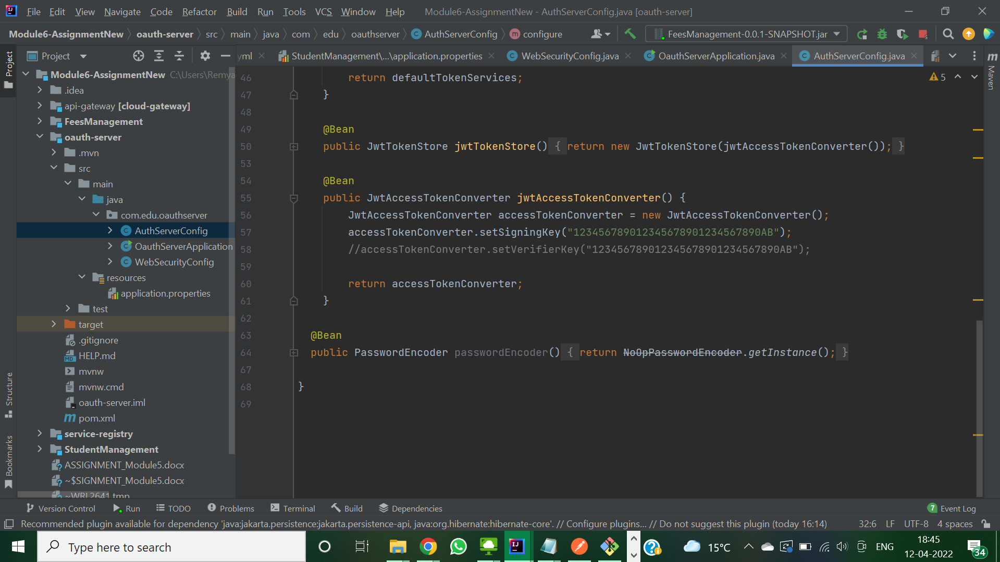 File Edit View Navigate Code Refactor Build Run Tools VCS Window Help Module6-AssignmentNew - AuthServerConfig.java [oauth-server]
Module6-AssignmentNew oauth-server src main java com edu oauthserver AuthServerConfig configure FeesManagement-0.0.1-SNAPSHOT.jar
Project yml StudentManagement\...\application.properties WebSecurityConfig.java OauthServerApplication.java AuthServerConfig.java
Project
Structure
Bookmarks
Maven
Module6-AssignmentNew C:\Users\Remya
.idea
api-gateway [cloud-gateway]
FeesManagement
oauth-server
.mvn
src
main
java
com.edu.oauthserver
AuthServerConfig
OauthServerApplication
WebSecurityConfig
resources
application.properties
test
target
.gitignore
HELP.md
mvnw
mvnw.cmd
oauth-server.iml
pom.xml
service-registry
StudentManagement
ASSIGNMENT_Module5.docx
~$SIGNMENT_Module5.docx
~WRL2641.tmp
5
46 return defaultTokenServices;
47 }
48
49 @Bean
50 public JwtTokenStore jwtTokenStore() { return new JwtTokenStore(jwtAccessTokenConverter()); }
53
54 @Bean
55 public JwtAccessTokenConverter jwtAccessTokenConverter() {
56 JwtAccessTokenConverter accessTokenConverter = new JwtAccessTokenConverter();
57 accessTokenConverter.setSigningKey("123456789012345678901234567890AB");
58 //accessTokenConverter.setVerifierKey("123456789012345678901234567890AB");
59
60 return accessTokenConverter;
61 }
62
63 @Bean
64 public PasswordEncoder passwordEncoder() { return NoOpPasswordEncoder.getInstance(); }
67
68 }
69
Version Control Run TODO Problems Terminal Build Dependencies 7 Event Log
Recommended plugin available for dependency 'java:jakarta.persistence:jakarta.persistence-api, java:org.hibernate:hibernate-core'. // Configure plugins... // Do not suggest this plugin (today 16:14) 32:6 LF UTF-8 4 spaces
Type here to search 15°C ENG 18:45
12-04-2022 34